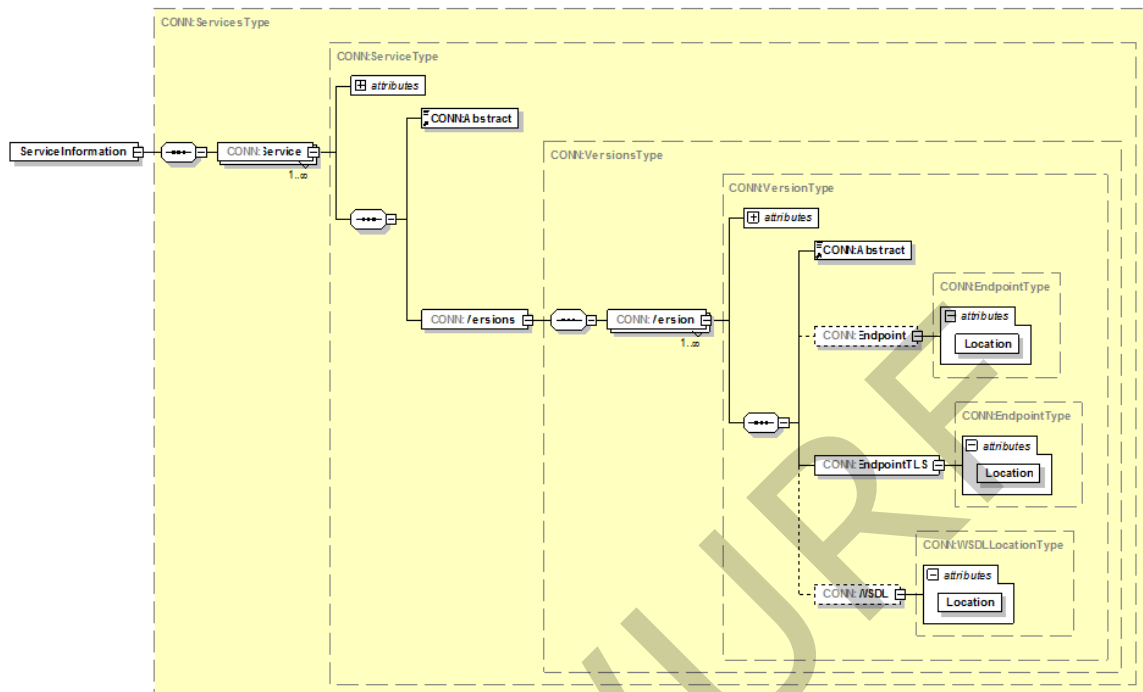 CONN:ServicesType
CONN:ServiceType
attributes
CONN:Abstract
ServiceInformation
CONN:Service
1..∞
CONN:VersionsType
CONN:VersionType
attributes
CONN:Abstract
CONN:EndpointType
attributes
CONN:Endpoint
Location
CONN:Versions
CONN:Version
1..∞
CONN:EndpointType
attributes
CONN:EndpointTLS
Location
CONN:WSDLLocationType
attributes
CONN:WSDL
Location
WURF